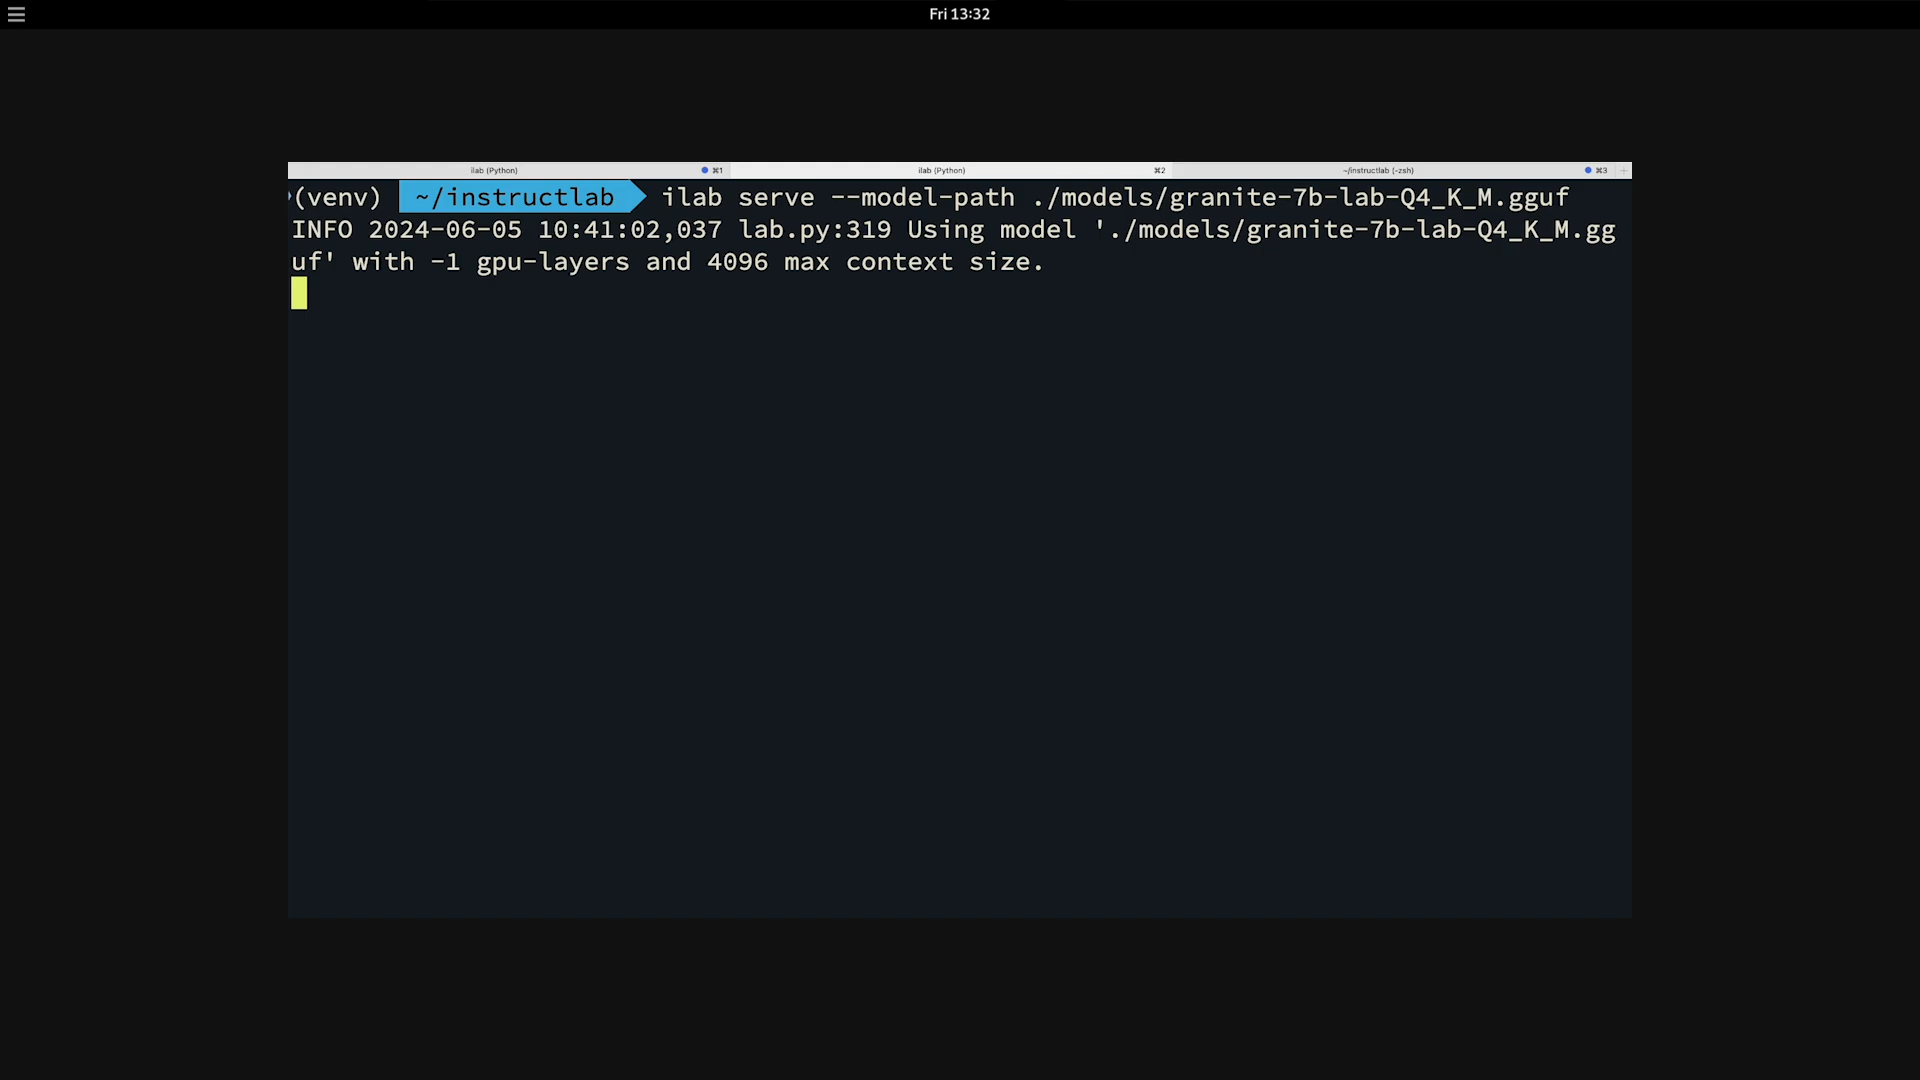 Fri 13:32
ilab (Python) ⌘1 ilab (Python) ⌘2 ~/instructlab (-zsh) ⌘3 +
(venv) ~/instructlab ilab serve --model-path ./models/granite-7b-lab-Q4_K_M.gguf
INFO 2024-06-05 10:41:02,037 lab.py:319 Using model './models/granite-7b-lab-Q4_K_M.gg
uf' with -1 gpu-layers and 4096 max context size.